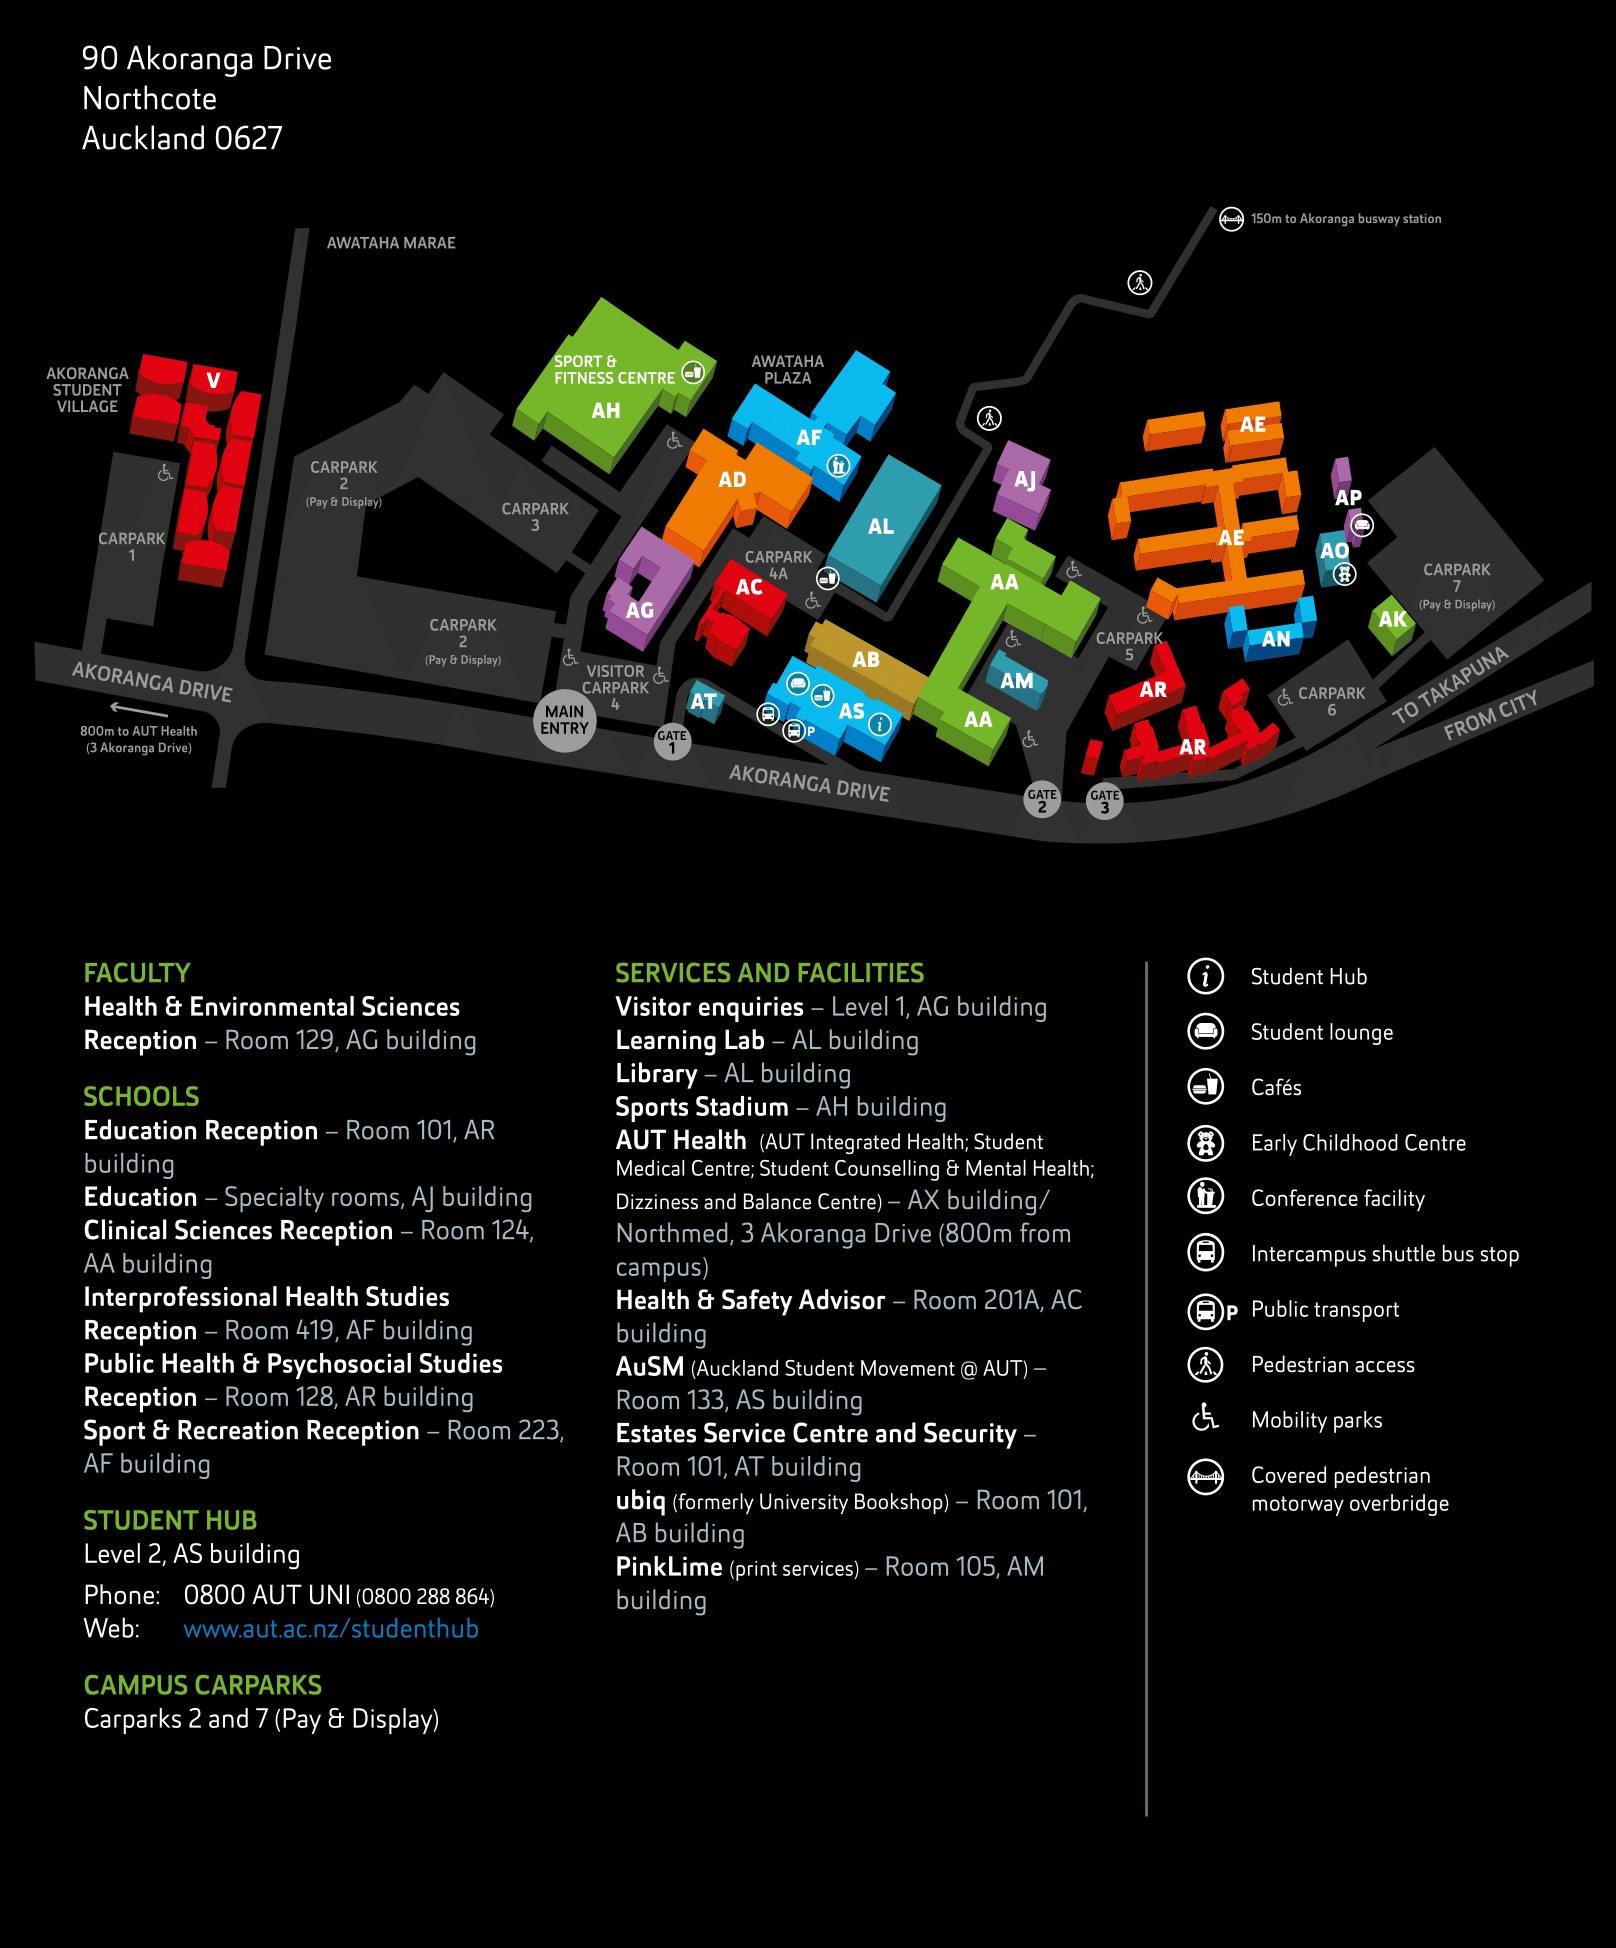 90 Akoranga Drive
Northcote
Auckland 0627
150m to Akoranga busway station
AWATAHA MARAE
SPORT &
FITNESS CENTRE
AH
AWATAHA
PLAZA
AKORANGA
STUDENT
VILLAGE
V
AF
AE
AD
AJ
CARPARK
2
(Pay & Display)
AP
CARPARK
3
AL
AE
CARPARK
1
AO
CARPARK
4A
AC
AA
CARPARK
7
(Pay & Display)
AG
AK
CARPARK
2
(Pay & Display)
CARPARK
5
AN
AB
VISITOR
CARPARK
4
AM
AR
AKORANGA DRIVE
AT
AS
AA
CARPARK
6
TO TAKAPUNA
FROM CITY
MAIN
ENTRY
800m to AUT Health
(3 Akoranga Drive)
GATE
1
P
AR
AKORANGA DRIVE
GATE
2
GATE
3
FACULTY
Health & Environmental Sciences
Reception – Room 129, AG building
SCHOOLS
Education Reception – Room 101, AR
building
Education – Specialty rooms, AJ building
Clinical Sciences Reception – Room 124,
AA building
Interprofessional Health Studies
Reception – Room 419, AF building
Public Health & Psychosocial Studies
Reception – Room 128, AR building
Sport & Recreation Reception – Room 223,
AF building
STUDENT HUB
Level 2, AS building
Phone: 0800 AUT UNI (0800 288 864)
Web: www.aut.ac.nz/studenthub
CAMPUS CARPARKS
Carparks 2 and 7 (Pay & Display)
SERVICES AND FACILITIES
Visitor enquiries – Level 1, AG building
Learning Lab – AL building
Library – AL building
Sports Stadium – AH building
AUT Health (AUT Integrated Health; Student
Medical Centre; Student Counselling & Mental Health;
Dizziness and Balance Centre) – AX building/
Northmed, 3 Akoranga Drive (800m from
campus)
Health & Safety Advisor – Room 201A, AC
building
AuSM (Auckland Student Movement @ AUT) –
Room 133, AS building
Estates Service Centre and Security –
Room 101, AT building
ubiq (formerly University Bookshop) – Room 101,
AB building
PinkLime (print services) – Room 105, AM
building
i Student Hub
Student lounge
Cafés
Early Childhood Centre
Conference facility
Intercampus shuttle bus stop
P Public transport
Pedestrian access
Mobility parks
Covered pedestrian
motorway overbridge